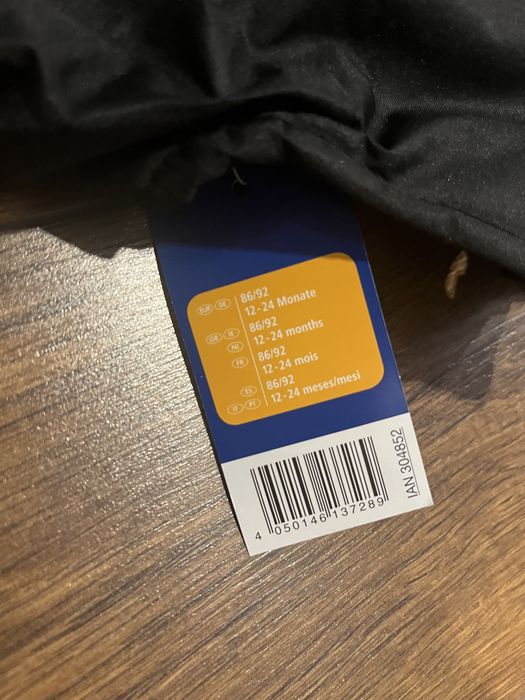 EUR DE 86/92
12-24 Monate
GB IE 86/92
NI 12-24 months
FR 86/92
12-24 mois
ES 86/92
IT PT 12-24 meses/mesi
4 050146 137289
IAN 304852